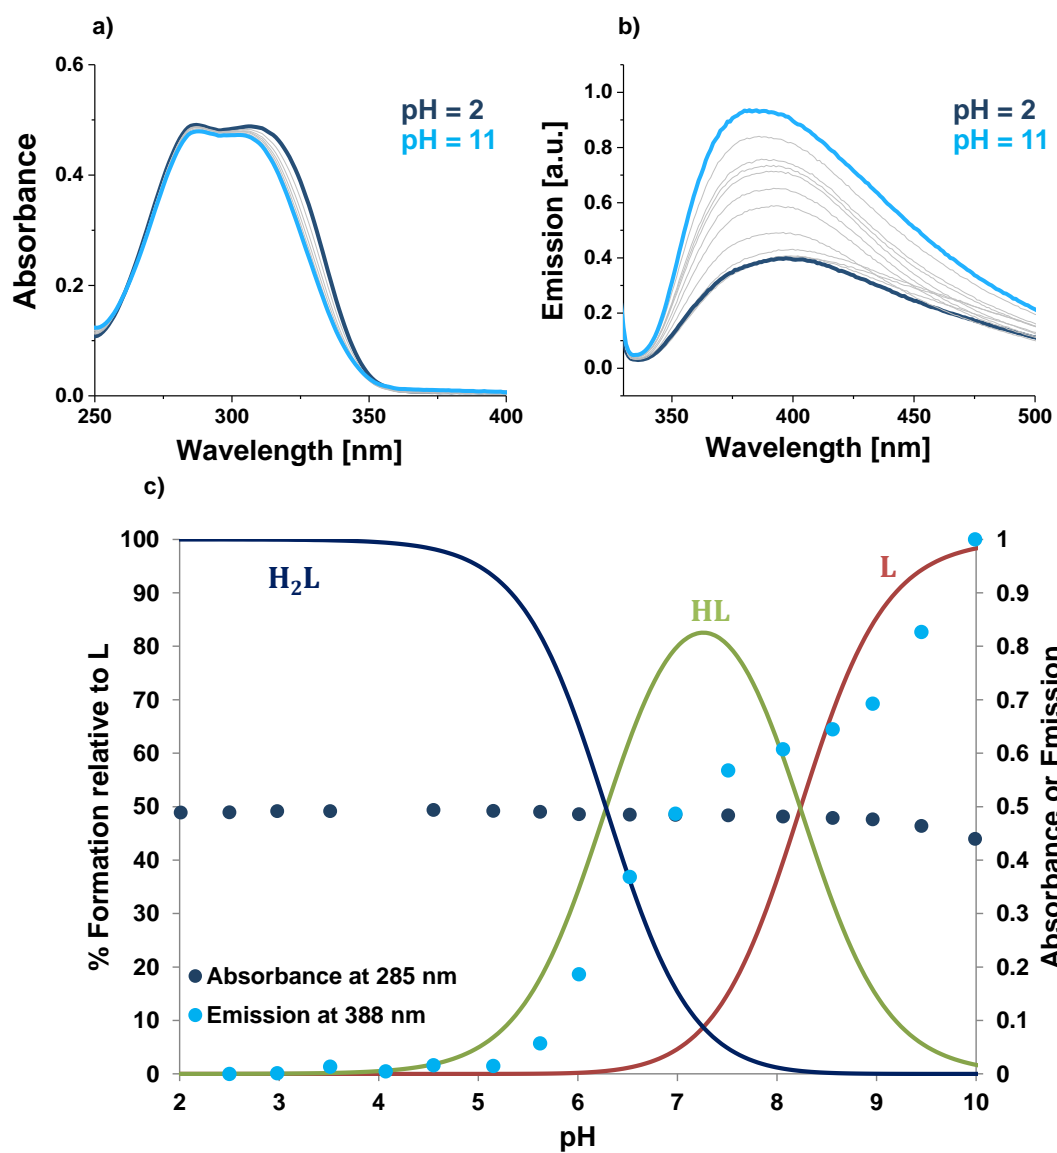 a)
b)
0.6
0.4
0.2
0.0
Absorbance
pH = 2
pH = 11
250
300
350
400
Wavelength [nm]
1.0
0.8
0.6
0.4
0.2
0.0
Emission [a.u.]
pH = 2
pH = 11
350
400
450
500
Wavelength [nm]
c)
100
90
80
70
60
50
40
30
20
10
0
% Formation relative to L
H₂L
HL
L
Absorbance at 285 nm
Emission at 388 nm
1
0.9
0.8
0.7
0.6
0.5
0.4
0.3
0.2
0.1
0
Absorbance or Emission
2
3
4
5
6
7
8
9
10
pH